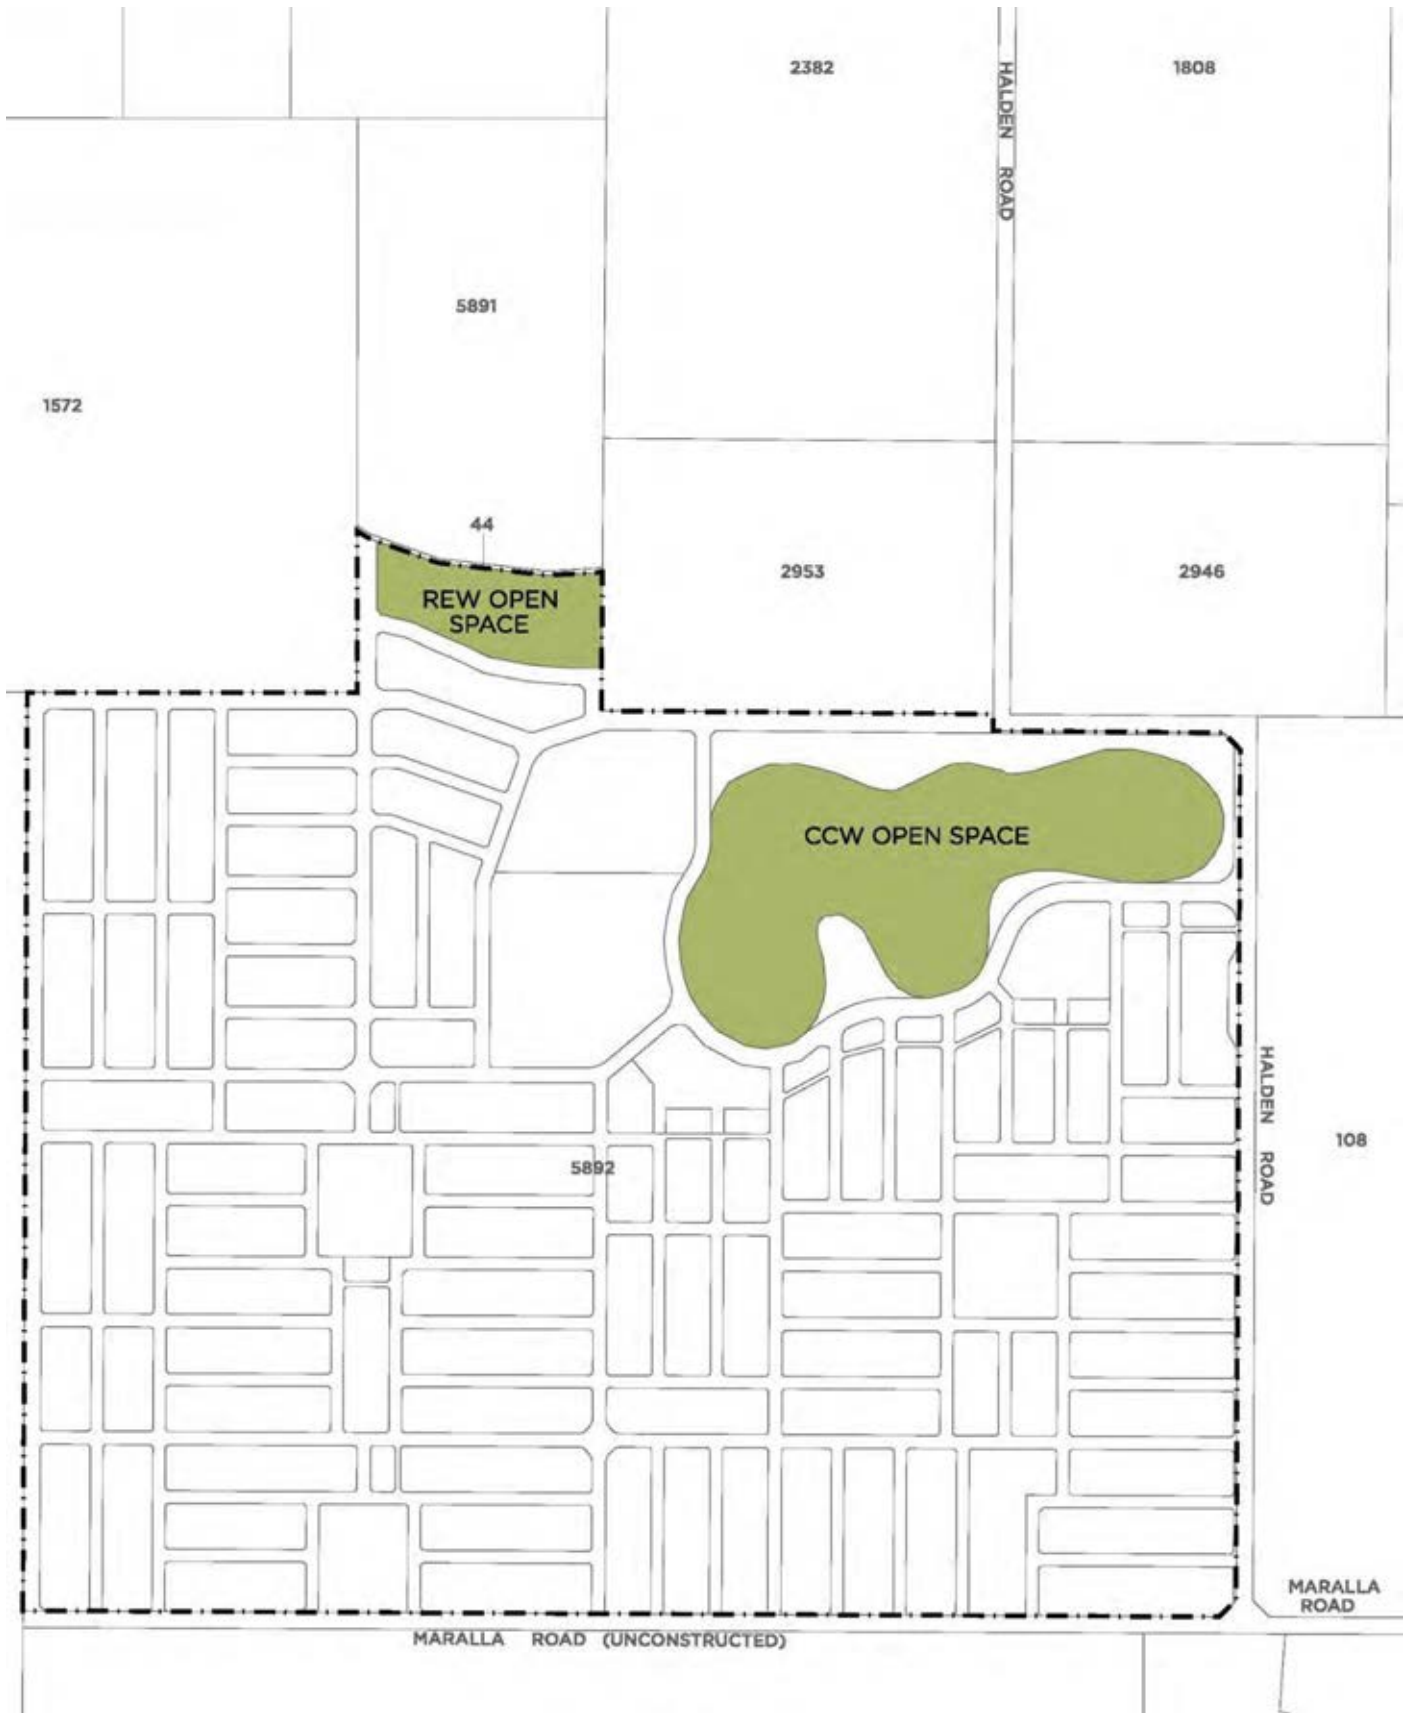 2382
1808
HALDEN ROAD
5891
1572
44
2953
2946
REW OPEN
SPACE
CCW OPEN SPACE
HALDEN ROAD
108
5892
MARALLA
ROAD
MARALLA ROAD (UNCONSTRUCTED)